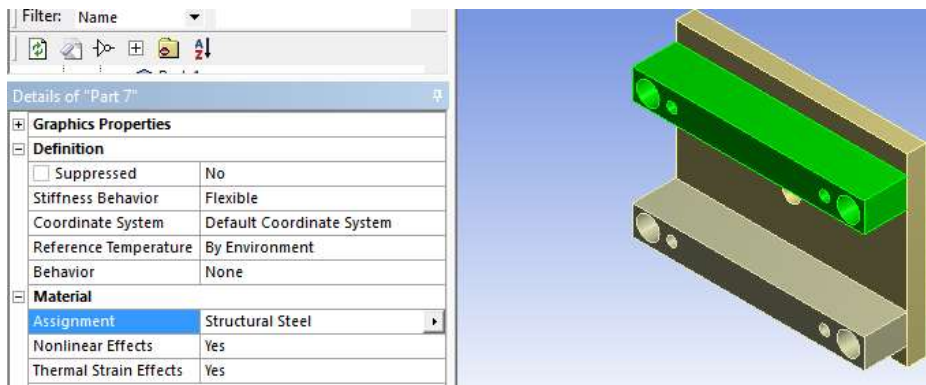 Filter: Name
Details of "Part 7"
Graphics Properties
Definition
Suppressed No
Stiffness Behavior Flexible
Coordinate System Default Coordinate System
Reference Temperature By Environment
Behavior None
Material
Assignment Structural Steel
Nonlinear Effects Yes
Thermal Strain Effects Yes